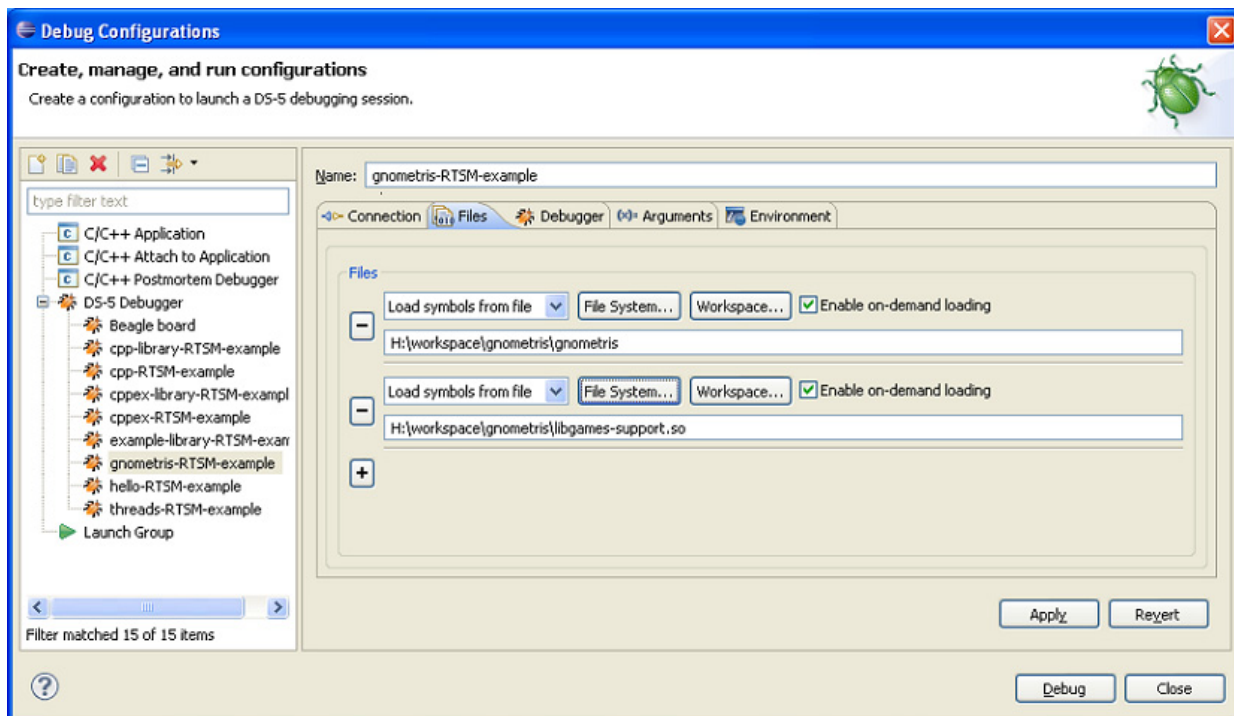 Debug Configurations
Create, manage, and run configurations
Create a configuration to launch a DS-5 debugging session.
type filter text
C/C++ Application
C/C++ Attach to Application
C/C++ Postmortem Debugger
DS-5 Debugger
Beagle board
cpp-library-RTSM-example
cpp-RTSM-example
cppex-library-RTSM-exampl
cppex-RTSM-example
example-library-RTSM-exam
gnometris-RTSM-example
hello-RTSM-example
threads-RTSM-example
Launch Group
Filter matched 15 of 15 items
Name: gnometris-RTSM-example
Connection Files Debugger Arguments Environment
Files
Load symbols from file File System... Workspace... Enable on-demand loading
H:\workspace\gnometris\gnometris
Load symbols from file File System... Workspace... Enable on-demand loading
H:\workspace\gnometris\libgames-support.so
Apply Revert
Debug Close